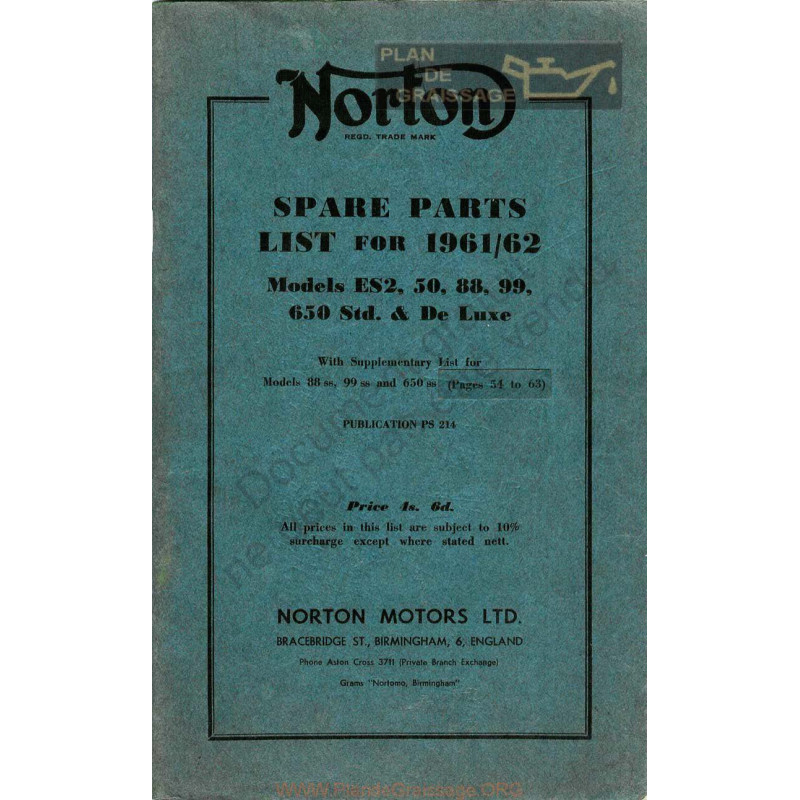 PLAN
DE
GRAISSAGE
Norton
REGD. TRADE MARK
SPARE PARTS
LIST FOR 1961/62
Models ES2, 50, 88, 99,
650 Std. & De Luxe
With Supplementary List for
Models 88 ss, 99 ss and 650 ss (Pages 54 to 63)
PUBLICATION PS 214
Price 4s. 6d.
All prices in this list are subject to 10%
surcharge except where stated nett.
NORTON MOTORS LTD.
BRACEBRIDGE ST., BIRMINGHAM, 6, ENGLAND
Phone Aston Cross 3711 (Private Branch Exchange)
Grams "Nortomo, Birmingham"
WWW.PlandeGraissage.ORG